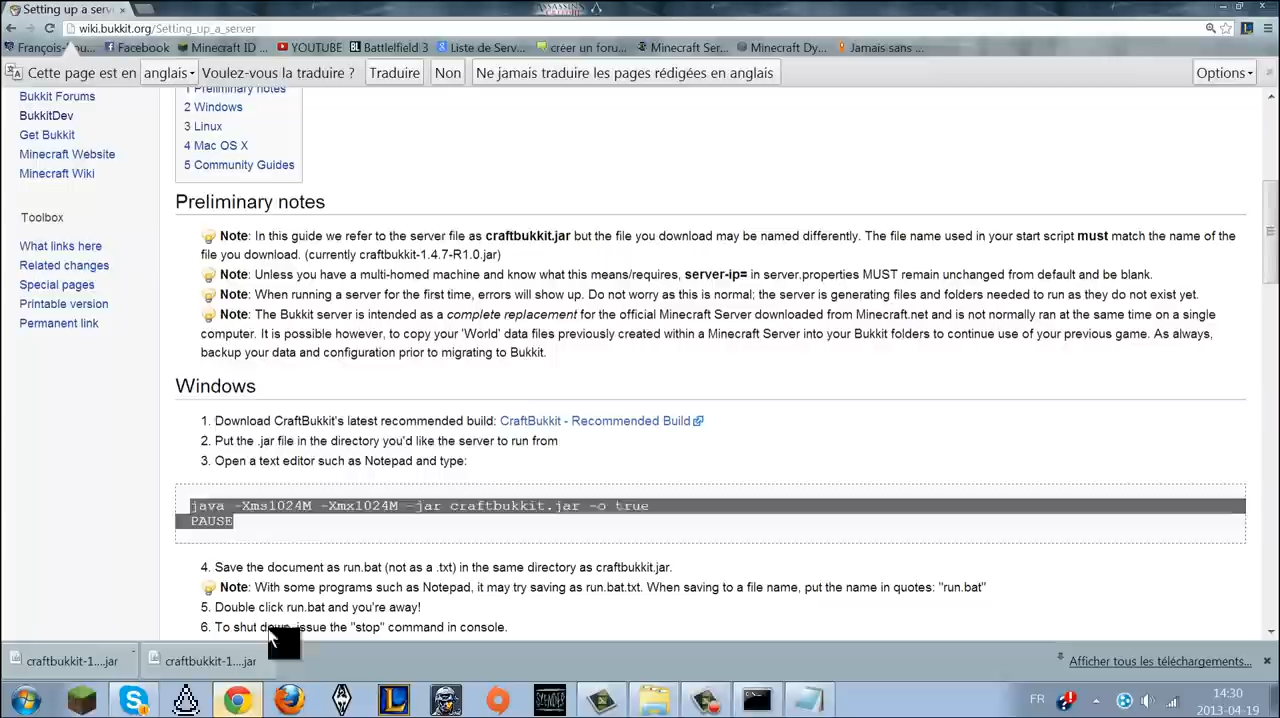 Setting up a serv
wiki.bukkit.org/Setting_up_a_server
François-
Facebook
Minecraft ID ...
YOUTUBE
Battlefield 3
Liste de Serv...
créer un foru...
Minecraft Ser...
Minecraft Dy...
Jamais sans ...
Cette page est en anglais Voulez-vous la traduire ? Traduire Non Ne jamais traduire les pages rédigées en anglais Options
Bukkit Forums
BukkitDev
Get Bukkit
Minecraft Website
Minecraft Wiki
Toolbox
What links here
Related changes
Special pages
Printable version
Permanent link
1 Preliminary notes
2 Windows
3 Linux
4 Mac OS X
5 Community Guides
Preliminary notes
Note: In this guide we refer to the server file as craftbukkit.jar but the file you download may be named differently. The file name used in your start script must match the name of the
file you download. (currently craftbukkit-1.4.7-R1.0.jar)
Note: Unless you have a multi-homed machine and know what this means/requires, server-ip= in server.properties MUST remain unchanged from default and be blank.
Note: When running a server for the first time, errors will show up. Do not worry as this is normal; the server is generating files and folders needed to run as they do not exist yet.
Note: The Bukkit server is intended as a complete replacement for the official Minecraft Server downloaded from Minecraft.net and is not normally ran at the same time on a single
computer. It is possible however, to copy your 'World' data files previously created within a Minecraft Server into your Bukkit folders to continue use of your previous game. As always,
backup your data and configuration prior to migrating to Bukkit.
Windows
1. Download CraftBukkit's latest recommended build: CraftBukkit - Recommended Build
2. Put the .jar file in the directory you'd like the server to run from
3. Open a text editor such as Notepad and type:
java -Xms1024M -Xmx1024M -jar craftbukkit.jar -o true
PAUSE
4. Save the document as run.bat (not as a .txt) in the same directory as craftbukkit.jar.
Note: With some programs such as Notepad, it may try saving as run.bat.txt. When saving to a file name, put the name in quotes: "run.bat"
5. Double click run.bat and you're away!
6. To shut down, issue the "stop" command in console.
craftbukkit-1....jar
craftbukkit-1....jar
Afficher tous les téléchargements...
FR
14:30
2013-04-19